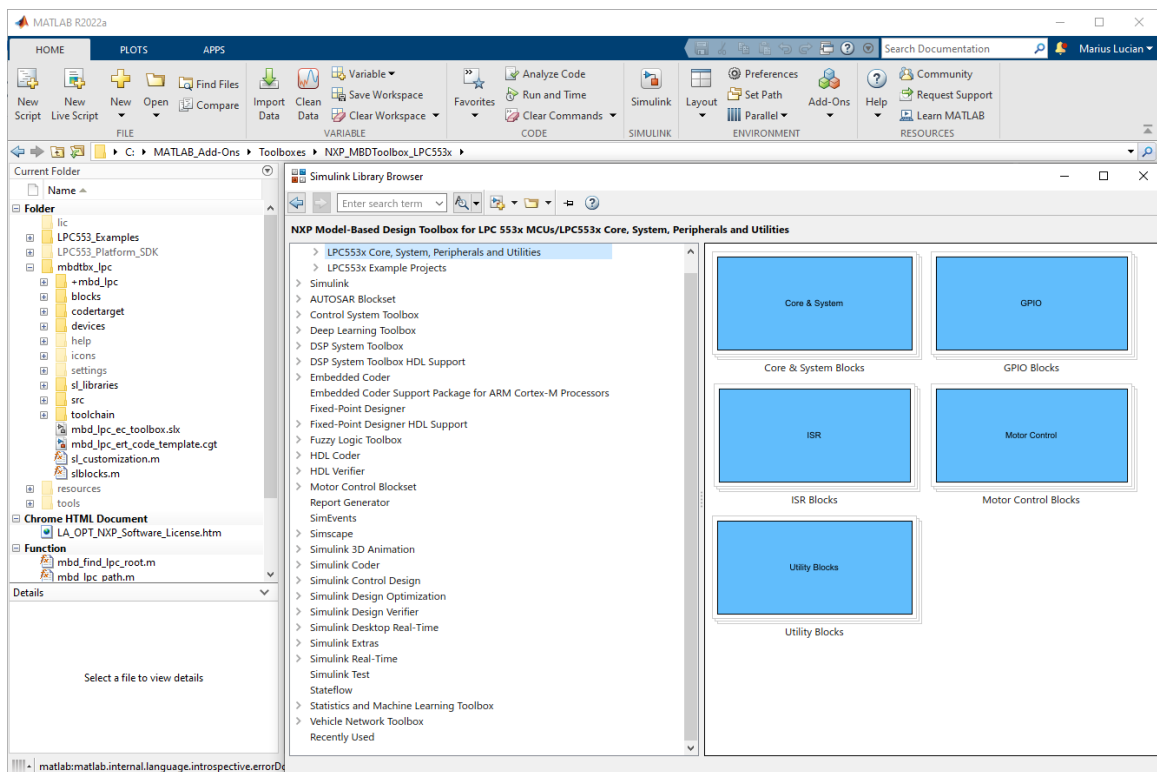 MATLAB R2022a
HOME PLOTS APPS
Search Documentation
Marius Lucian
New Script
New Live Script
New
Open
Find Files
Compare
Import Data
Clean Data
Variable
Save Workspace
Clear Workspace
Favorites
Analyze Code
Run and Time
Clear Commands
Simulink
Layout
Preferences
Set Path
Parallel
Add-Ons
Help
Community
Request Support
Learn MATLAB
FILE VARIABLE CODE SIMULINK ENVIRONMENT RESOURCES
C: MATLAB_Add-Ons Toolboxes NXP_MBDToolbox_LPC553x
Current Folder
Name
Folder
lic
LPC553_Examples
LPC553_Platform_SDK
mbdtbx_lpc
+mbd_lpc
blocks
codertarget
devices
help
icons
settings
sl_libraries
src
toolchain
mbd_lpc_ec_toolbox.slx
mbd_lpc_ert_code_template.cgt
sl_customization.m
slblocks.m
resources
tools
Chrome HTML Document
LA_OPT_NXP_Software_License.htm
Function
mbd_find_lpc_root.m
mbd_lpc_path.m
Details
Select a file to view details
matlab:matlab.internal.language.introspective.errorDo
Simulink Library Browser
Enter search term
NXP Model-Based Design Toolbox for LPC 553x MCUs/LPC553x Core, System, Peripherals and Utilities
LPC553x Core, System, Peripherals and Utilities
LPC553x Example Projects
Simulink
AUTOSAR Blockset
Control System Toolbox
Deep Learning Toolbox
DSP System Toolbox
DSP System Toolbox HDL Support
Embedded Coder
Embedded Coder Support Package for ARM Cortex-M Processors
Fixed-Point Designer
Fixed-Point Designer HDL Support
Fuzzy Logic Toolbox
HDL Coder
HDL Verifier
Motor Control Blockset
Report Generator
SimEvents
Simscape
Simulink 3D Animation
Simulink Coder
Simulink Control Design
Simulink Design Optimization
Simulink Design Verifier
Simulink Desktop Real-Time
Simulink Extras
Simulink Real-Time
Simulink Test
Stateflow
Statistics and Machine Learning Toolbox
Vehicle Network Toolbox
Recently Used
Core & System
GPIO
Core & System Blocks
GPIO Blocks
ISR
Motor Control
ISR Blocks
Motor Control Blocks
Utility Blocks
Utility Blocks